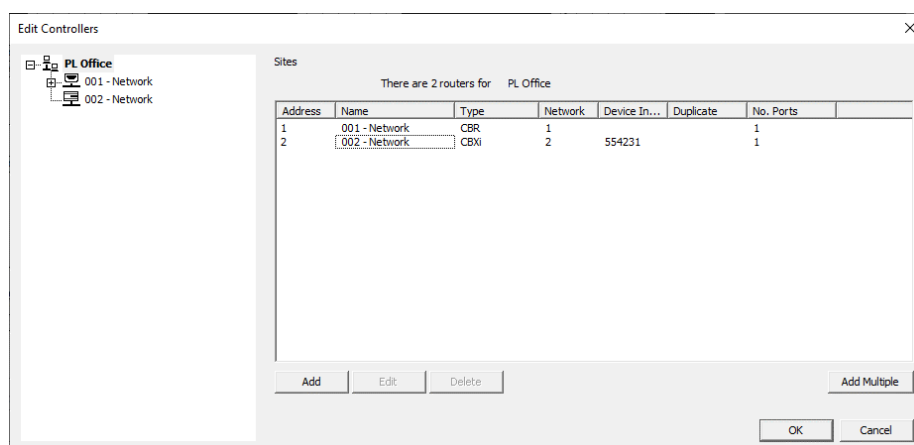 Edit Controllers
PL Office
001 - Network
002 - Network
Sites
There are 2 routers for PL Office
Address Name Type Network Device In... Duplicate No. Ports
1 001 - Network CBR 1 1
2 002 - Network CBXi 2 554231 1
Add Edit Delete Add Multiple
OK Cancel